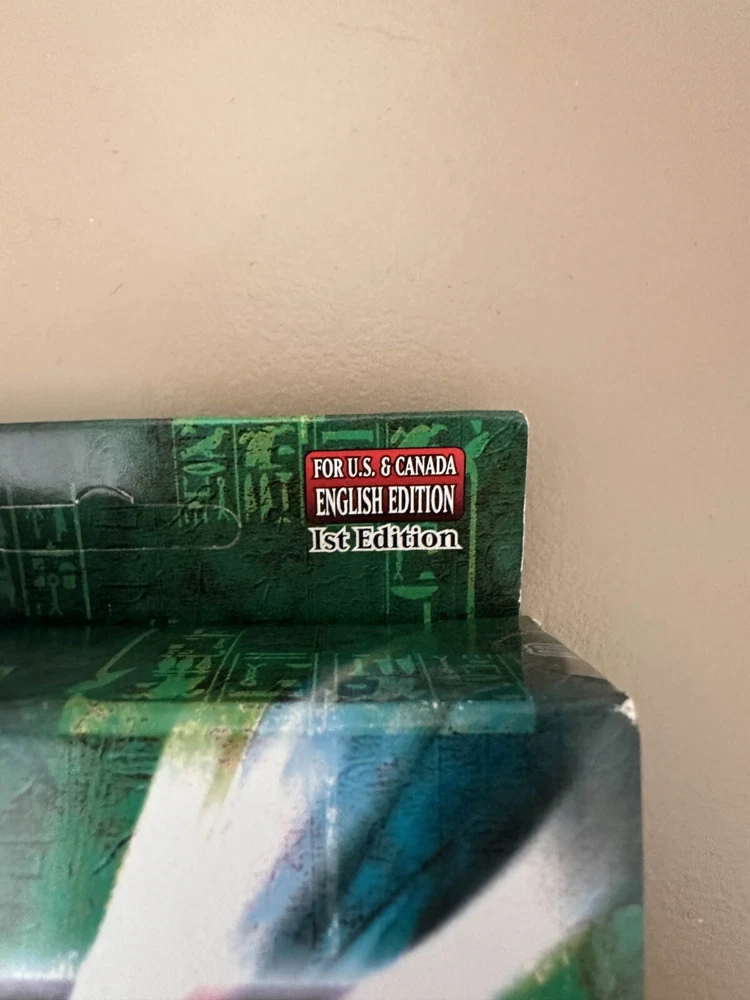 FOR U.S. & CANADA
ENGLISH EDITION
1st Edition